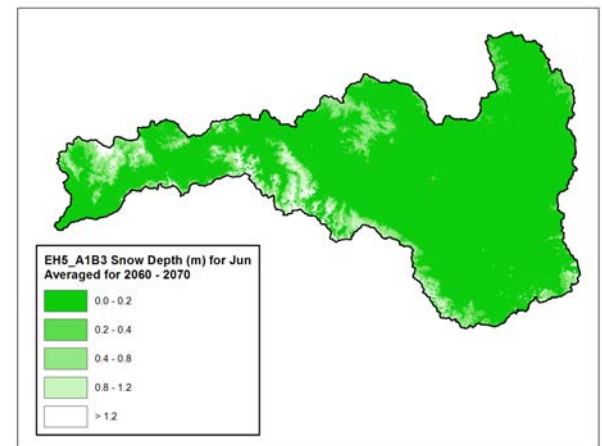 EH5_A1B3 Snow Depth (m) for Jun
Averaged for 2060 - 2070
0.0 - 0.2
0.2 - 0.4
0.4 - 0.8
0.8 - 1.2
> 1.2